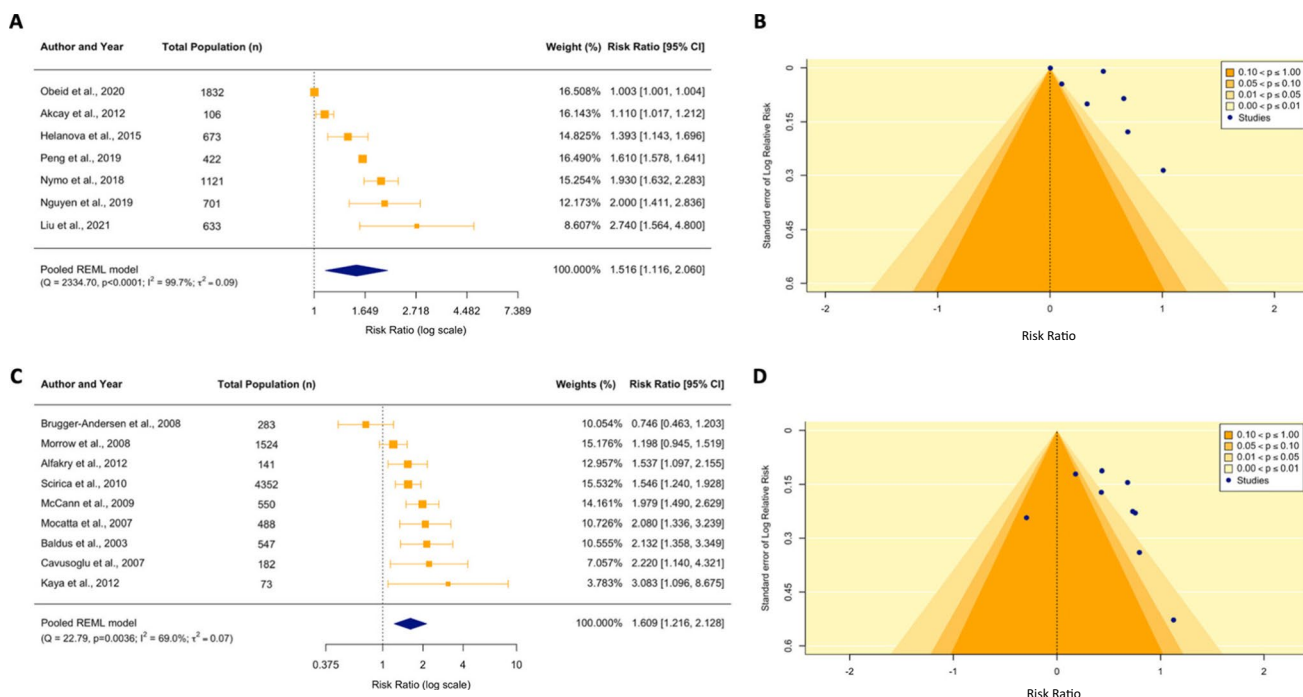 A
Author and Year Total Population (n) Weight (%) Risk Ratio [95% CI]
Obeid et al., 2020 1832 16.508% 1.003 [1.001, 1.004]
Akcay et al., 2012 106 16.143% 1.110 [1.017, 1.212]
Helanova et al., 2015 673 14.825% 1.393 [1.143, 1.696]
Peng et al., 2019 422 16.490% 1.610 [1.578, 1.641]
Nymo et al., 2018 1121 15.254% 1.930 [1.632, 2.283]
Nguyen et al., 2019 701 12.173% 2.000 [1.411, 2.836]
Liu et al., 2021 633 8.607% 2.740 [1.564, 4.800]
Pooled REML model 100.000% 1.516 [1.116, 2.060]
(Q = 2334.70, p<0.0001; I² = 99.7%; τ² = 0.09)
1 1.649 2.718 4.482 7.389
Risk Ratio (log scale)
B
0.10 < p ≤ 1.00
0.05 < p ≤ 0.10
0.01 < p ≤ 0.05
0.00 < p ≤ 0.01
Studies
Standard error of Log Relative Risk
0
0.15
0.3
0.45
0.6
-2 -1 0 1 2
Risk Ratio
C
Author and Year Total Population (n) Weights (%) Risk Ratio [95% CI]
Brugger-Andersen et al., 2008 283 10.054% 0.746 [0.463, 1.203]
Morrow et al., 2008 1524 15.176% 1.198 [0.945, 1.519]
Alfakry et al., 2012 141 12.957% 1.537 [1.097, 2.155]
Scirica et al., 2010 4352 15.532% 1.546 [1.240, 1.928]
McCann et al., 2009 550 14.161% 1.979 [1.490, 2.629]
Mocatta et al., 2007 488 10.726% 2.080 [1.336, 3.239]
Baldus et al., 2003 547 10.555% 2.132 [1.358, 3.349]
Cavusoglu et al., 2007 182 7.057% 2.220 [1.140, 4.321]
Kaya et al., 2012 73 3.783% 3.083 [1.096, 8.675]
Pooled REML model 100.000% 1.609 [1.216, 2.128]
(Q = 22.79, p=0.0036; I² = 69.0%; τ² = 0.07)
0.375 1 2 4 10
Risk Ratio (log scale)
D
0.10 < p ≤ 1.00
0.05 < p ≤ 0.10
0.01 < p ≤ 0.05
0.00 < p ≤ 0.01
Studies
Standard error of Log Relative Risk
0
0.15
0.3
0.45
0.6
-2 -1 0 1 2
Risk Ratio